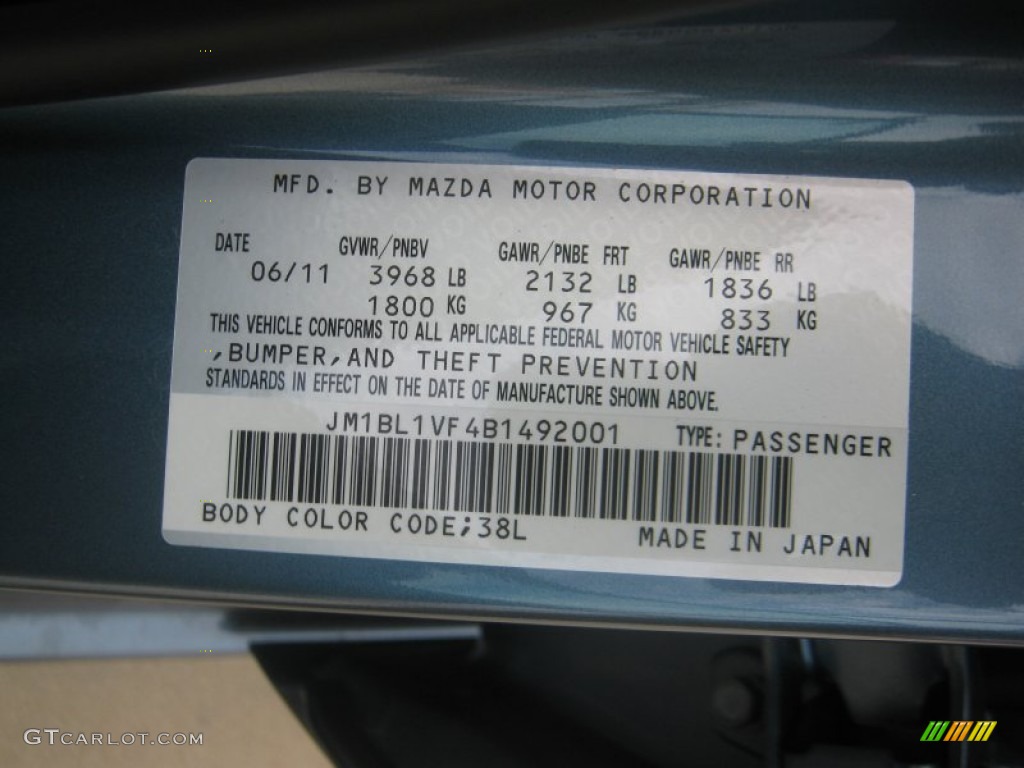 MFD. BY MAZDA MOTOR CORPORATION
DATE GVWR/PNBV GAWR/PNBE FRT GAWR/PNBE RR
06/11 3968 LB 2132 LB 1836 LB
1800 KG 967 KG 833 KG
THIS VEHICLE CONFORMS TO ALL APPLICABLE FEDERAL MOTOR VEHICLE SAFETY
,BUMPER,AND THEFT PREVENTION
STANDARDS IN EFFECT ON THE DATE OF MANUFACTURE SHOWN ABOVE.
JM1BL1VF4B1492001 TYPE: PASSENGER
BODY COLOR CODE;38L MADE IN JAPAN
GTCARLOT.COM